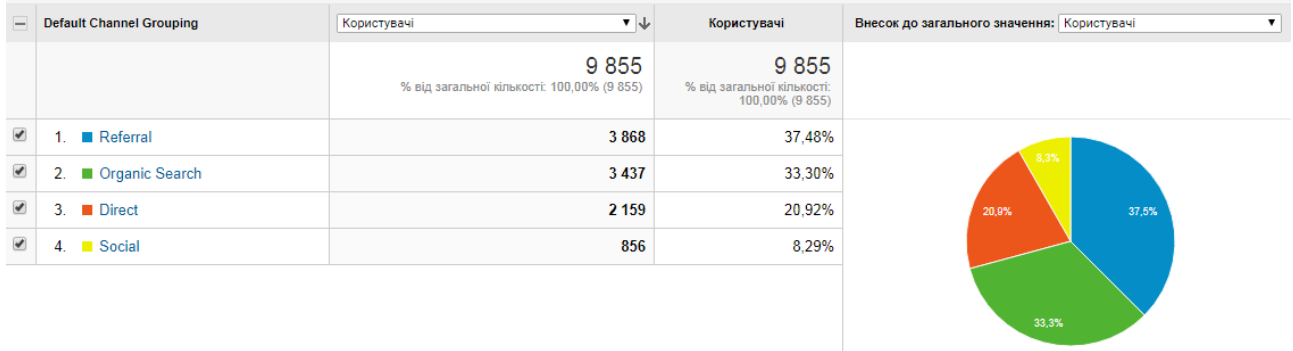 Default Channel Grouping Користувачі Користувачі Внесок до загального значення: Користувачі
9 855 9 855
% від загальної кількості: 100,00% (9 855) % від загальної кількості:
100,00% (9 855)
1. Referral 3 868 37,48%
2. Organic Search 3 437 33,30%
3. Direct 2 159 20,92%
4. Social 856 8,29%
8,3%
20,9% 37,5%
33,3%